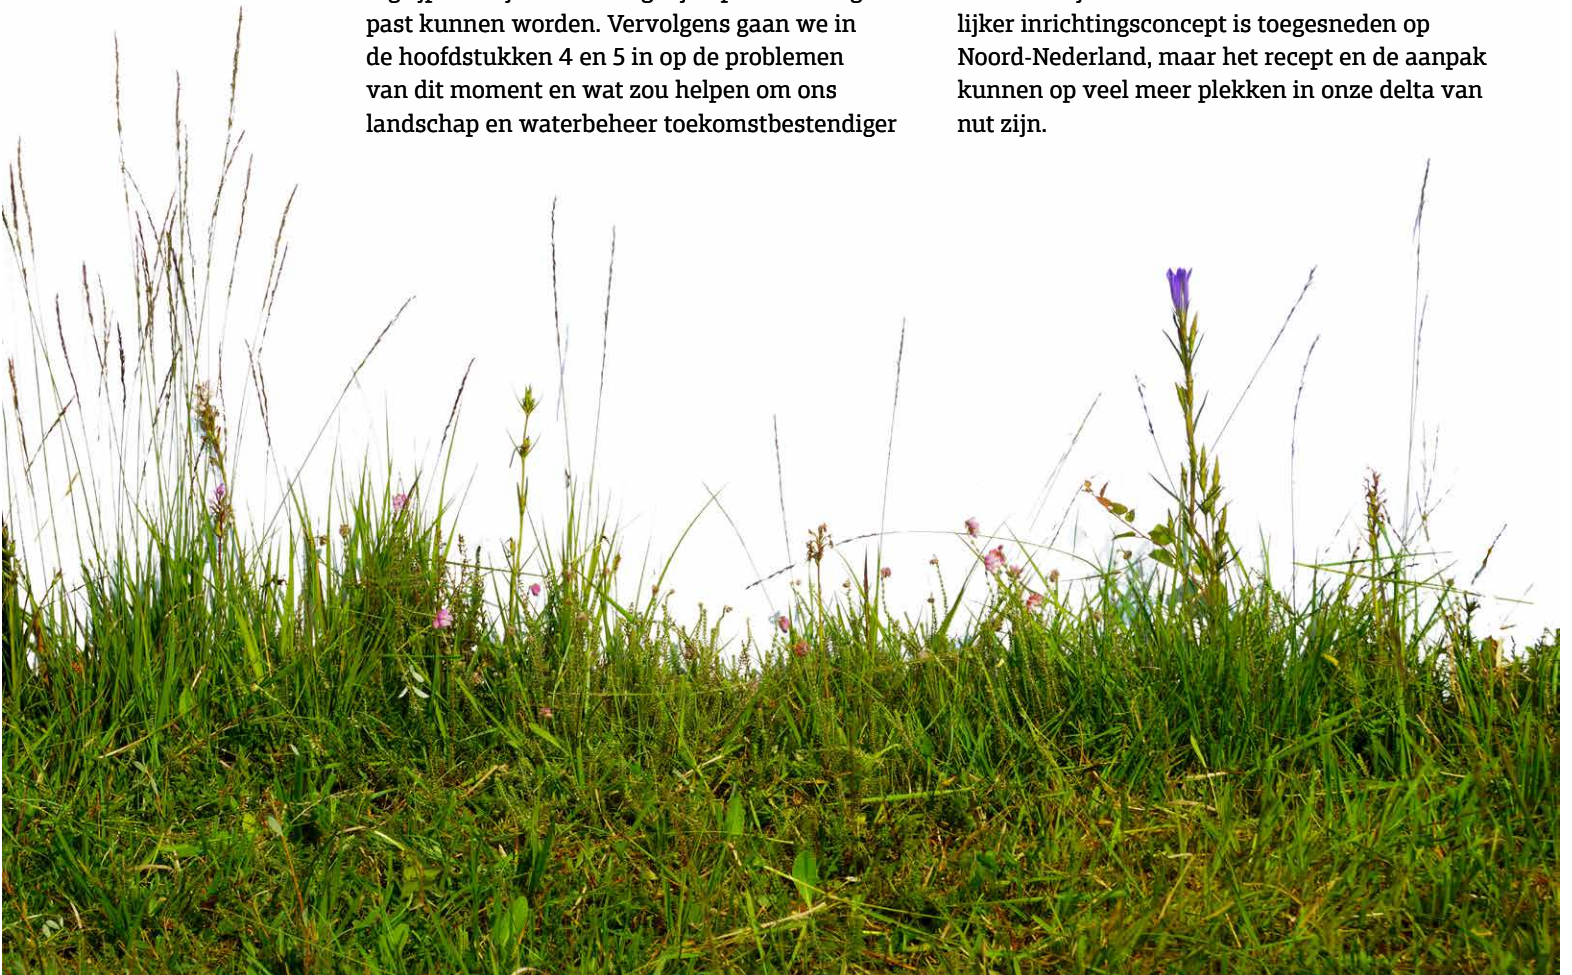 past kunnen worden. Vervolgens gaan we in
de hoofdstukken 4 en 5 in op de problemen
van dit moment en wat zou helpen om ons
landschap en waterbeheer toekomstbestendiger
lijker inrichtingsconcept is toegesneden op
Noord-Nederland, maar het recept en de aanpak
kunnen op veel meer plekken in onze delta van
nut zijn.